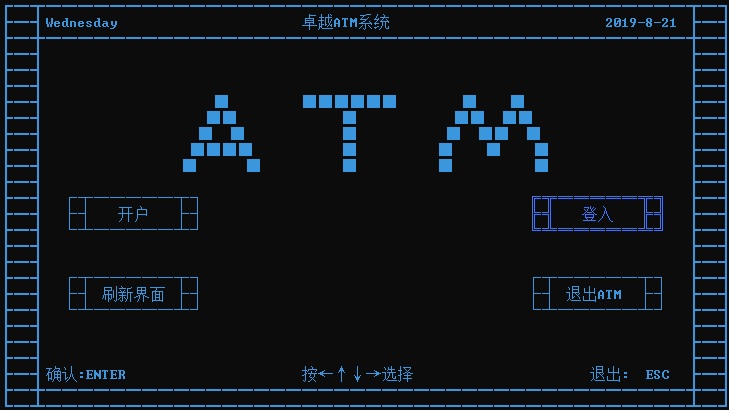 Wednesday 卓越ATM系统 2019-8-21
ATM
开户 登入
刷新界面 退出ATM
确认:ENTER 按←↑↓→选择 退出: ESC